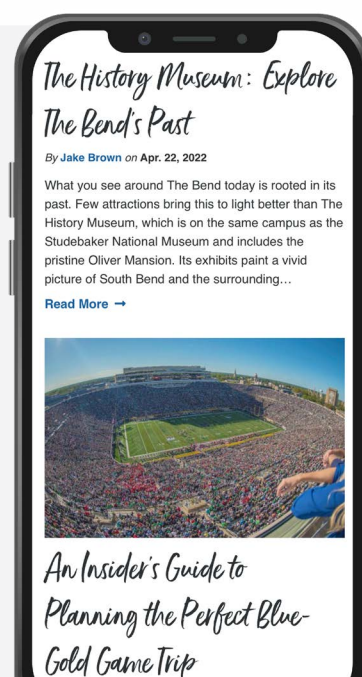 The History Museum: Explore
The Bend's Past
By Jake Brown on Apr. 22, 2022
What you see around The Bend today is rooted in its
past. Few attractions bring this to light better than The
History Museum, which is on the same campus as the
Studebaker National Museum and includes the
pristine Oliver Mansion. Its exhibits paint a vivid
picture of South Bend and the surrounding…
Read More →
An Insider's Guide to
Planning the Perfect Blue-
Gold Game Trip